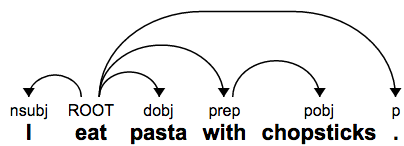 nsubj ROOT dobj prep pobj p
I eat pasta with chopsticks .